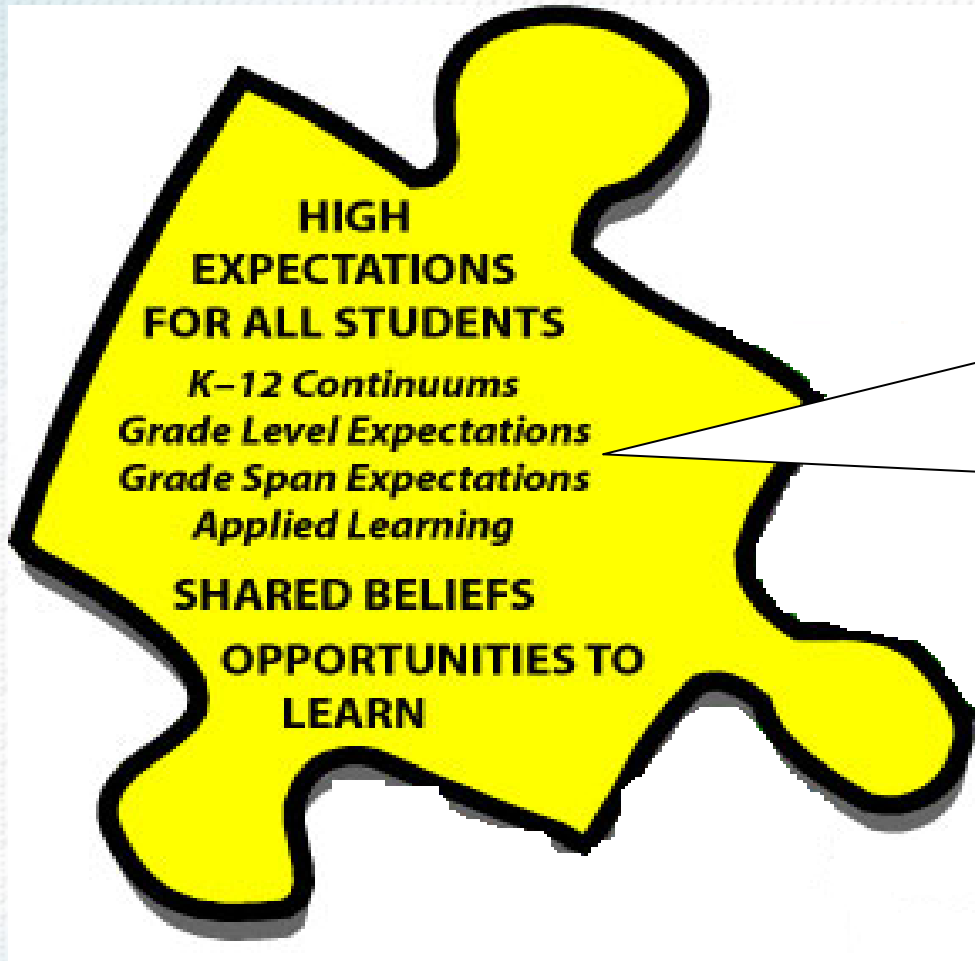 HIGH
EXPECTATIONS
FOR ALL STUDENTS
K–12 Continuums
Grade Level Expectations
Grade Span Expectations
Applied Learning
SHARED BELIEFS
OPPORTUNITIES TO
LEARN